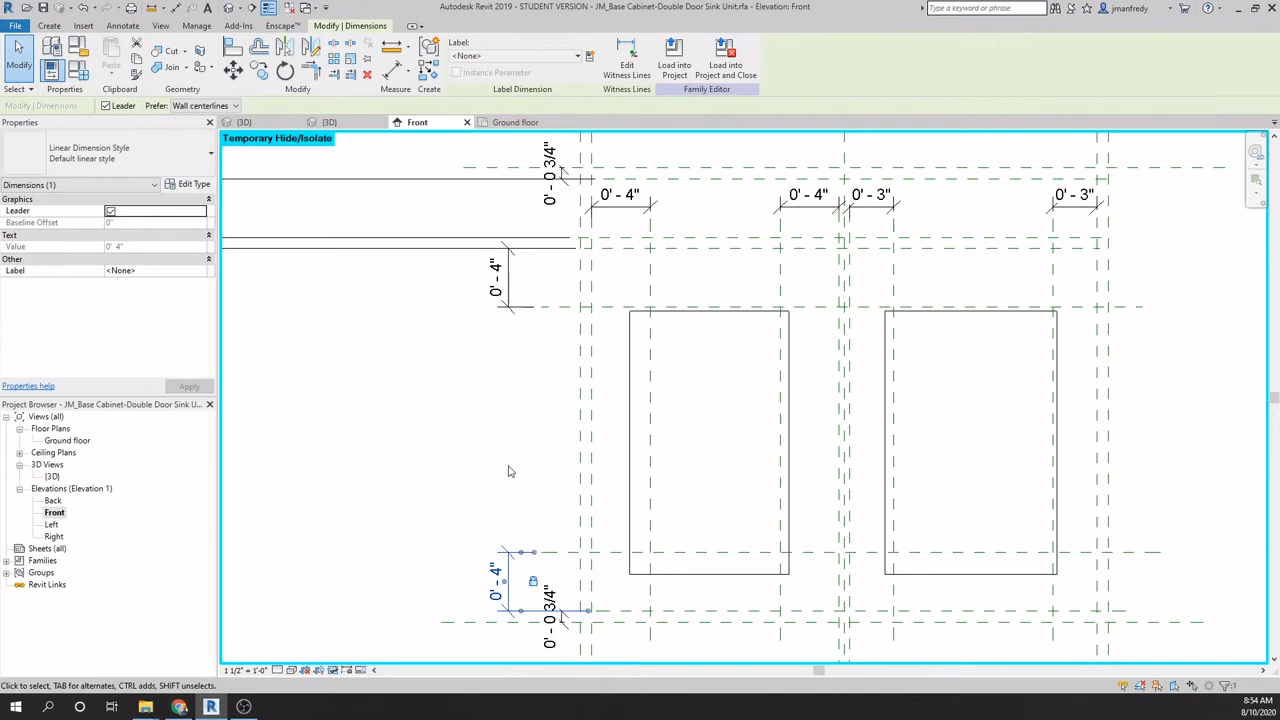 Autodesk Revit 2019 - STUDENT VERSION - JM_Base Cabinet-Double Door Sink Unit.rfa - Elevation: Front
Type a keyword or phrase
jmanfredy
File Create Insert Annotate View Manage Add-Ins Enscape™ Modify | Dimensions
Modify
Paste
Cut
Join
Label:
<None>
Instance Parameter
Edit
Witness Lines
Load into
Project
Load into
Project and Close
Select Properties Clipboard Geometry Modify Measure Create Label Dimension Witness Lines Family Editor
Modify | Dimensions
Leader
Prefer: Wall centerlines
Properties
(3D)
(3D)
Front
Ground floor
Temporary Hide/Isolate
Linear Dimension Style
Default linear style
Dimensions (1)
Edit Type
Graphics
Leader
Baseline Offset 0"
Text
Value 0' 4"
Other
Label <None>
Properties help
Apply
Project Browser - JM_Base Cabinet-Double Door Sink U...
Views (all)
Floor Plans
Ground floor
Ceiling Plans
3D Views
{3D}
Elevations (Elevation 1)
Back
Front
Left
Right
Sheets (all)
Families
Groups
Revit Links
0' - 0 3/4"
0' - 4"
0' - 4"
0' - 3"
0' - 3"
0' - 4"
0' - 4"
0' - 0 3/4"
1 1/2" = 1'-0"
Click to select, TAB for alternates, CTRL adds, SHIFT unselects.
:1
8:54 AM
8/10/2020